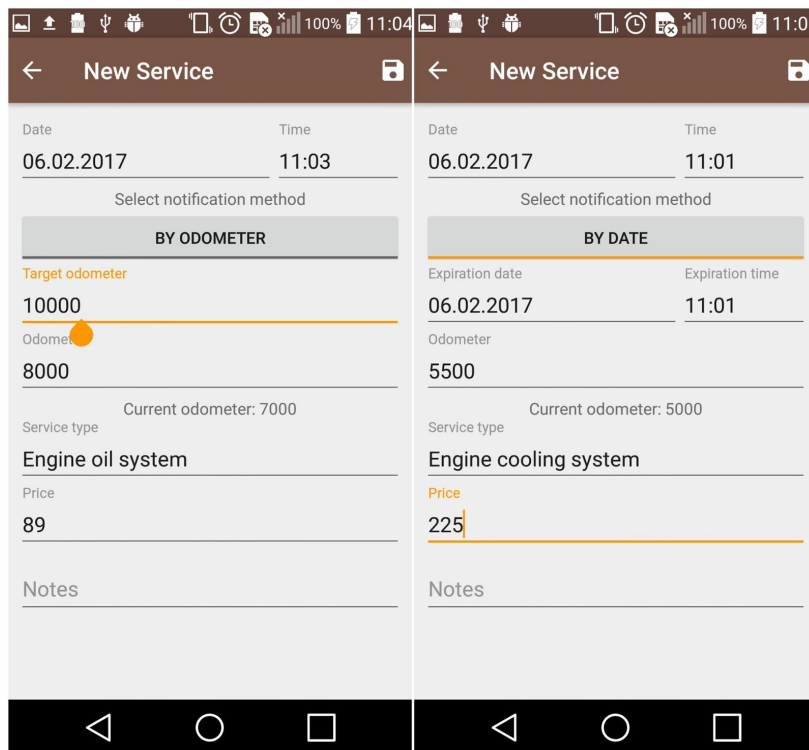 100% 11:04
New Service
Date Time
06.02.2017 11:03
Select notification method
BY ODOMETER
Target odometer
10000
Odomet
8000
Current odometer: 7000
Service type
Engine oil system
Price
89
Notes
100% 11:0
New Service
Date Time
06.02.2017 11:01
Select notification method
BY DATE
Expiration date Expiration time
06.02.2017 11:01
Odometer
5500
Current odometer: 5000
Service type
Engine cooling system
Price
225
Notes